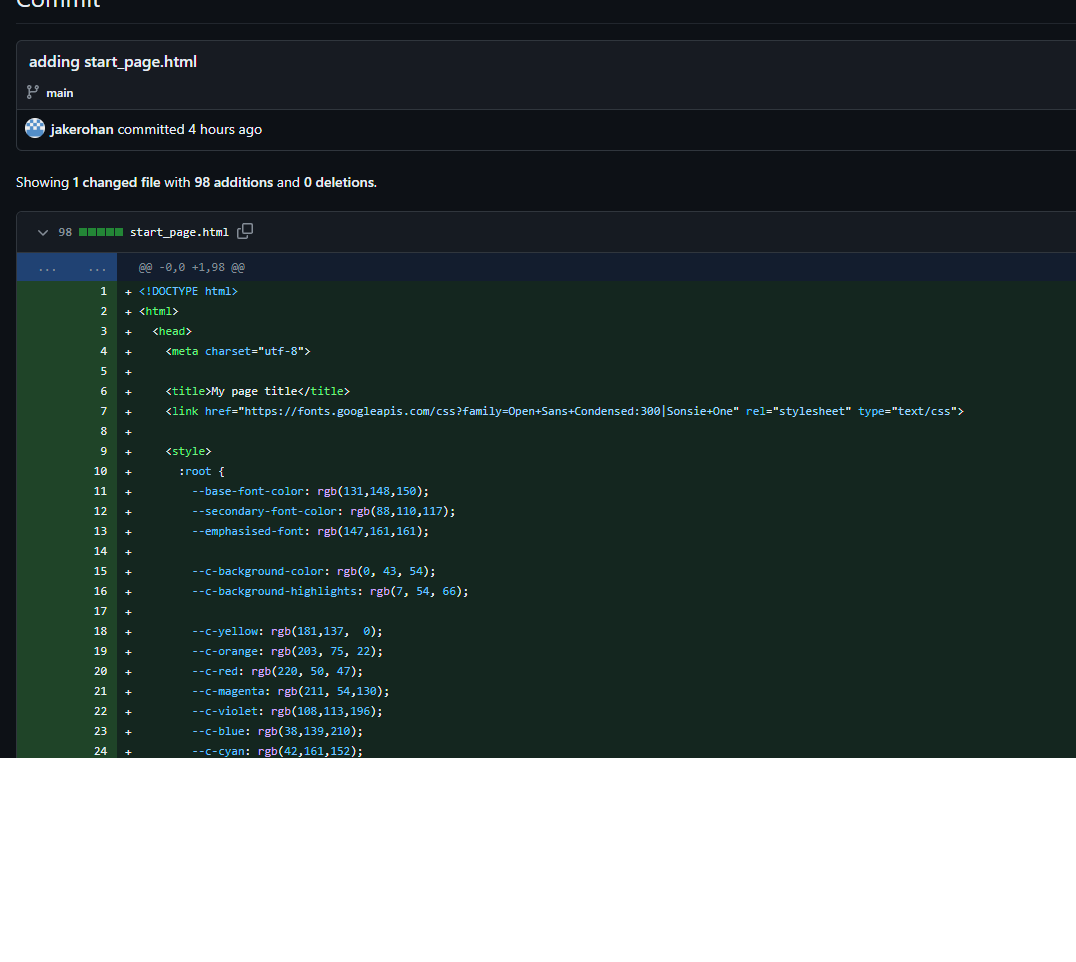 Commit
adding start_page.html
main
jakerohan committed 4 hours ago
Showing 1 changed file with 98 additions and 0 deletions.
98 start_page.html
... ... @@ -0,0 +1,98 @@
1 + <!DOCTYPE html>
2 + <html>
3 + <head>
4 + <meta charset="utf-8">
5 +
6 + <title>My page title</title>
7 + <link href="https://fonts.googleapis.com/css?family=Open+Sans+Condensed:300|Sonsie+One" rel="stylesheet" type="text/css">
8 +
9 + <style>
10 + :root {
11 + --base-font-color: rgb(131,148,150);
12 + --secondary-font-color: rgb(88,110,117);
13 + --emphasised-font: rgb(147,161,161);
14 +
15 + --c-background-color: rgb(0, 43, 54);
16 + --c-background-highlights: rgb(7, 54, 66);
17 +
18 + --c-yellow: rgb(181,137,  0);
19 + --c-orange: rgb(203, 75, 22);
20 + --c-red: rgb(220, 50, 47);
21 + --c-magenta: rgb(211, 54,130);
22 + --c-violet: rgb(108,113,196);
23 + --c-blue: rgb(38,139,210);
24 + --c-cyan: rgb(42,161,152);